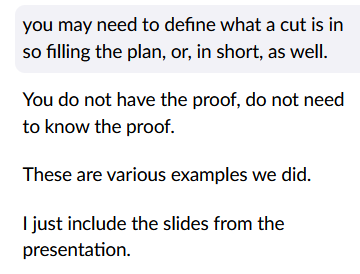 you may need to define what a cut is in
so filling the plan, or, in short, as well.
You do not have the proof, do not need
to know the proof.
These are various examples we did.
I just include the slides from the
presentation.